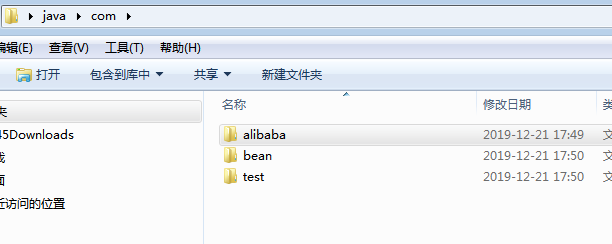 java com
编辑(E) 查看(V) 工具(T) 帮助(H)
打开 包含到库中 共享 新建文件夹
名称 修改日期 类
夹
45Downloads
alibaba 2019-12-21 17:49 文
bean 2019-12-21 17:50 文
test 2019-12-21 17:50 文
面
近访问的位置